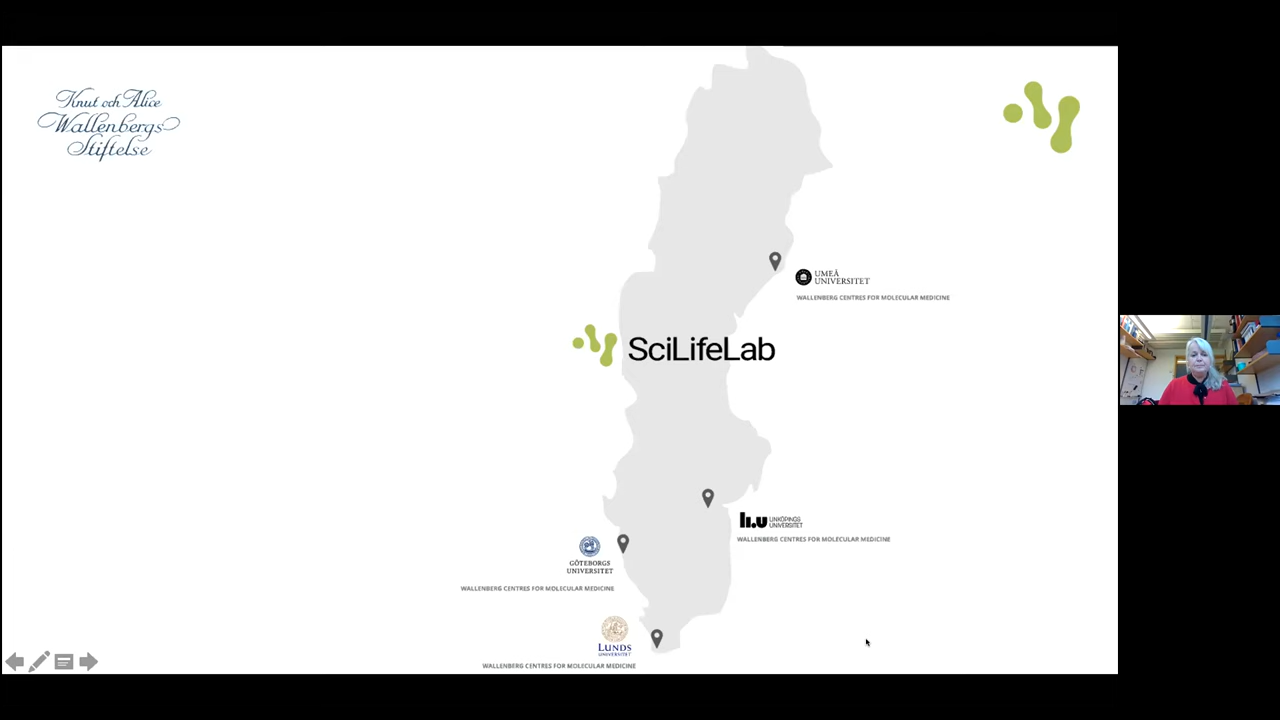 Knut och Alice
Wallenbergs
Stiftelse
UMEÅ
UNIVERSITET
WALLENBERG CENTRES FOR MOLECULAR MEDICINE
SciLifeLab
li.u LINKÖPINGS
UNIVERSITET
WALLENBERG CENTRES FOR MOLECULAR MEDICINE
GÖTEBORGS
UNIVERSITET
WALLENBERG CENTRES FOR MOLECULAR MEDICINE
LUNDS
UNIVERSITET
WALLENBERG CENTRES FOR MOLECULAR MEDICINE